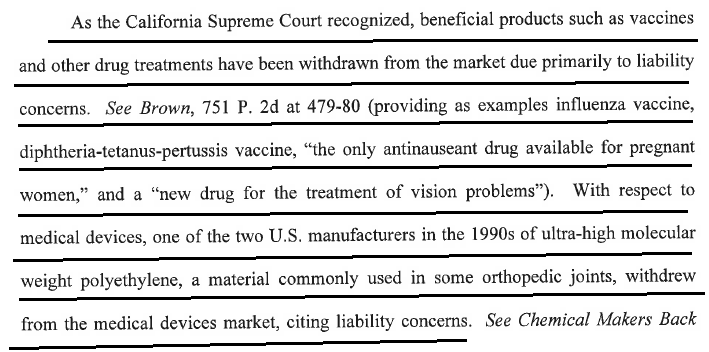 As the California Supreme Court recognized, beneficial products such as vaccines
and other drug treatments have been withdrawn from the market due primarily to liability
concerns. See Brown, 751 P. 2d at 479-80 (providing as examples influenza vaccine,
diphtheria-tetanus-pertussis vaccine, “the only antinauseant drug available for pregnant
women,” and a “new drug for the treatment of vision problems”). With respect to
medical devices, one of the two U.S. manufacturers in the 1990s of ultra-high molecular
weight polyethylene, a material commonly used in some orthopedic joints, withdrew
from the medical devices market, citing liability concerns. See Chemical Makers Back